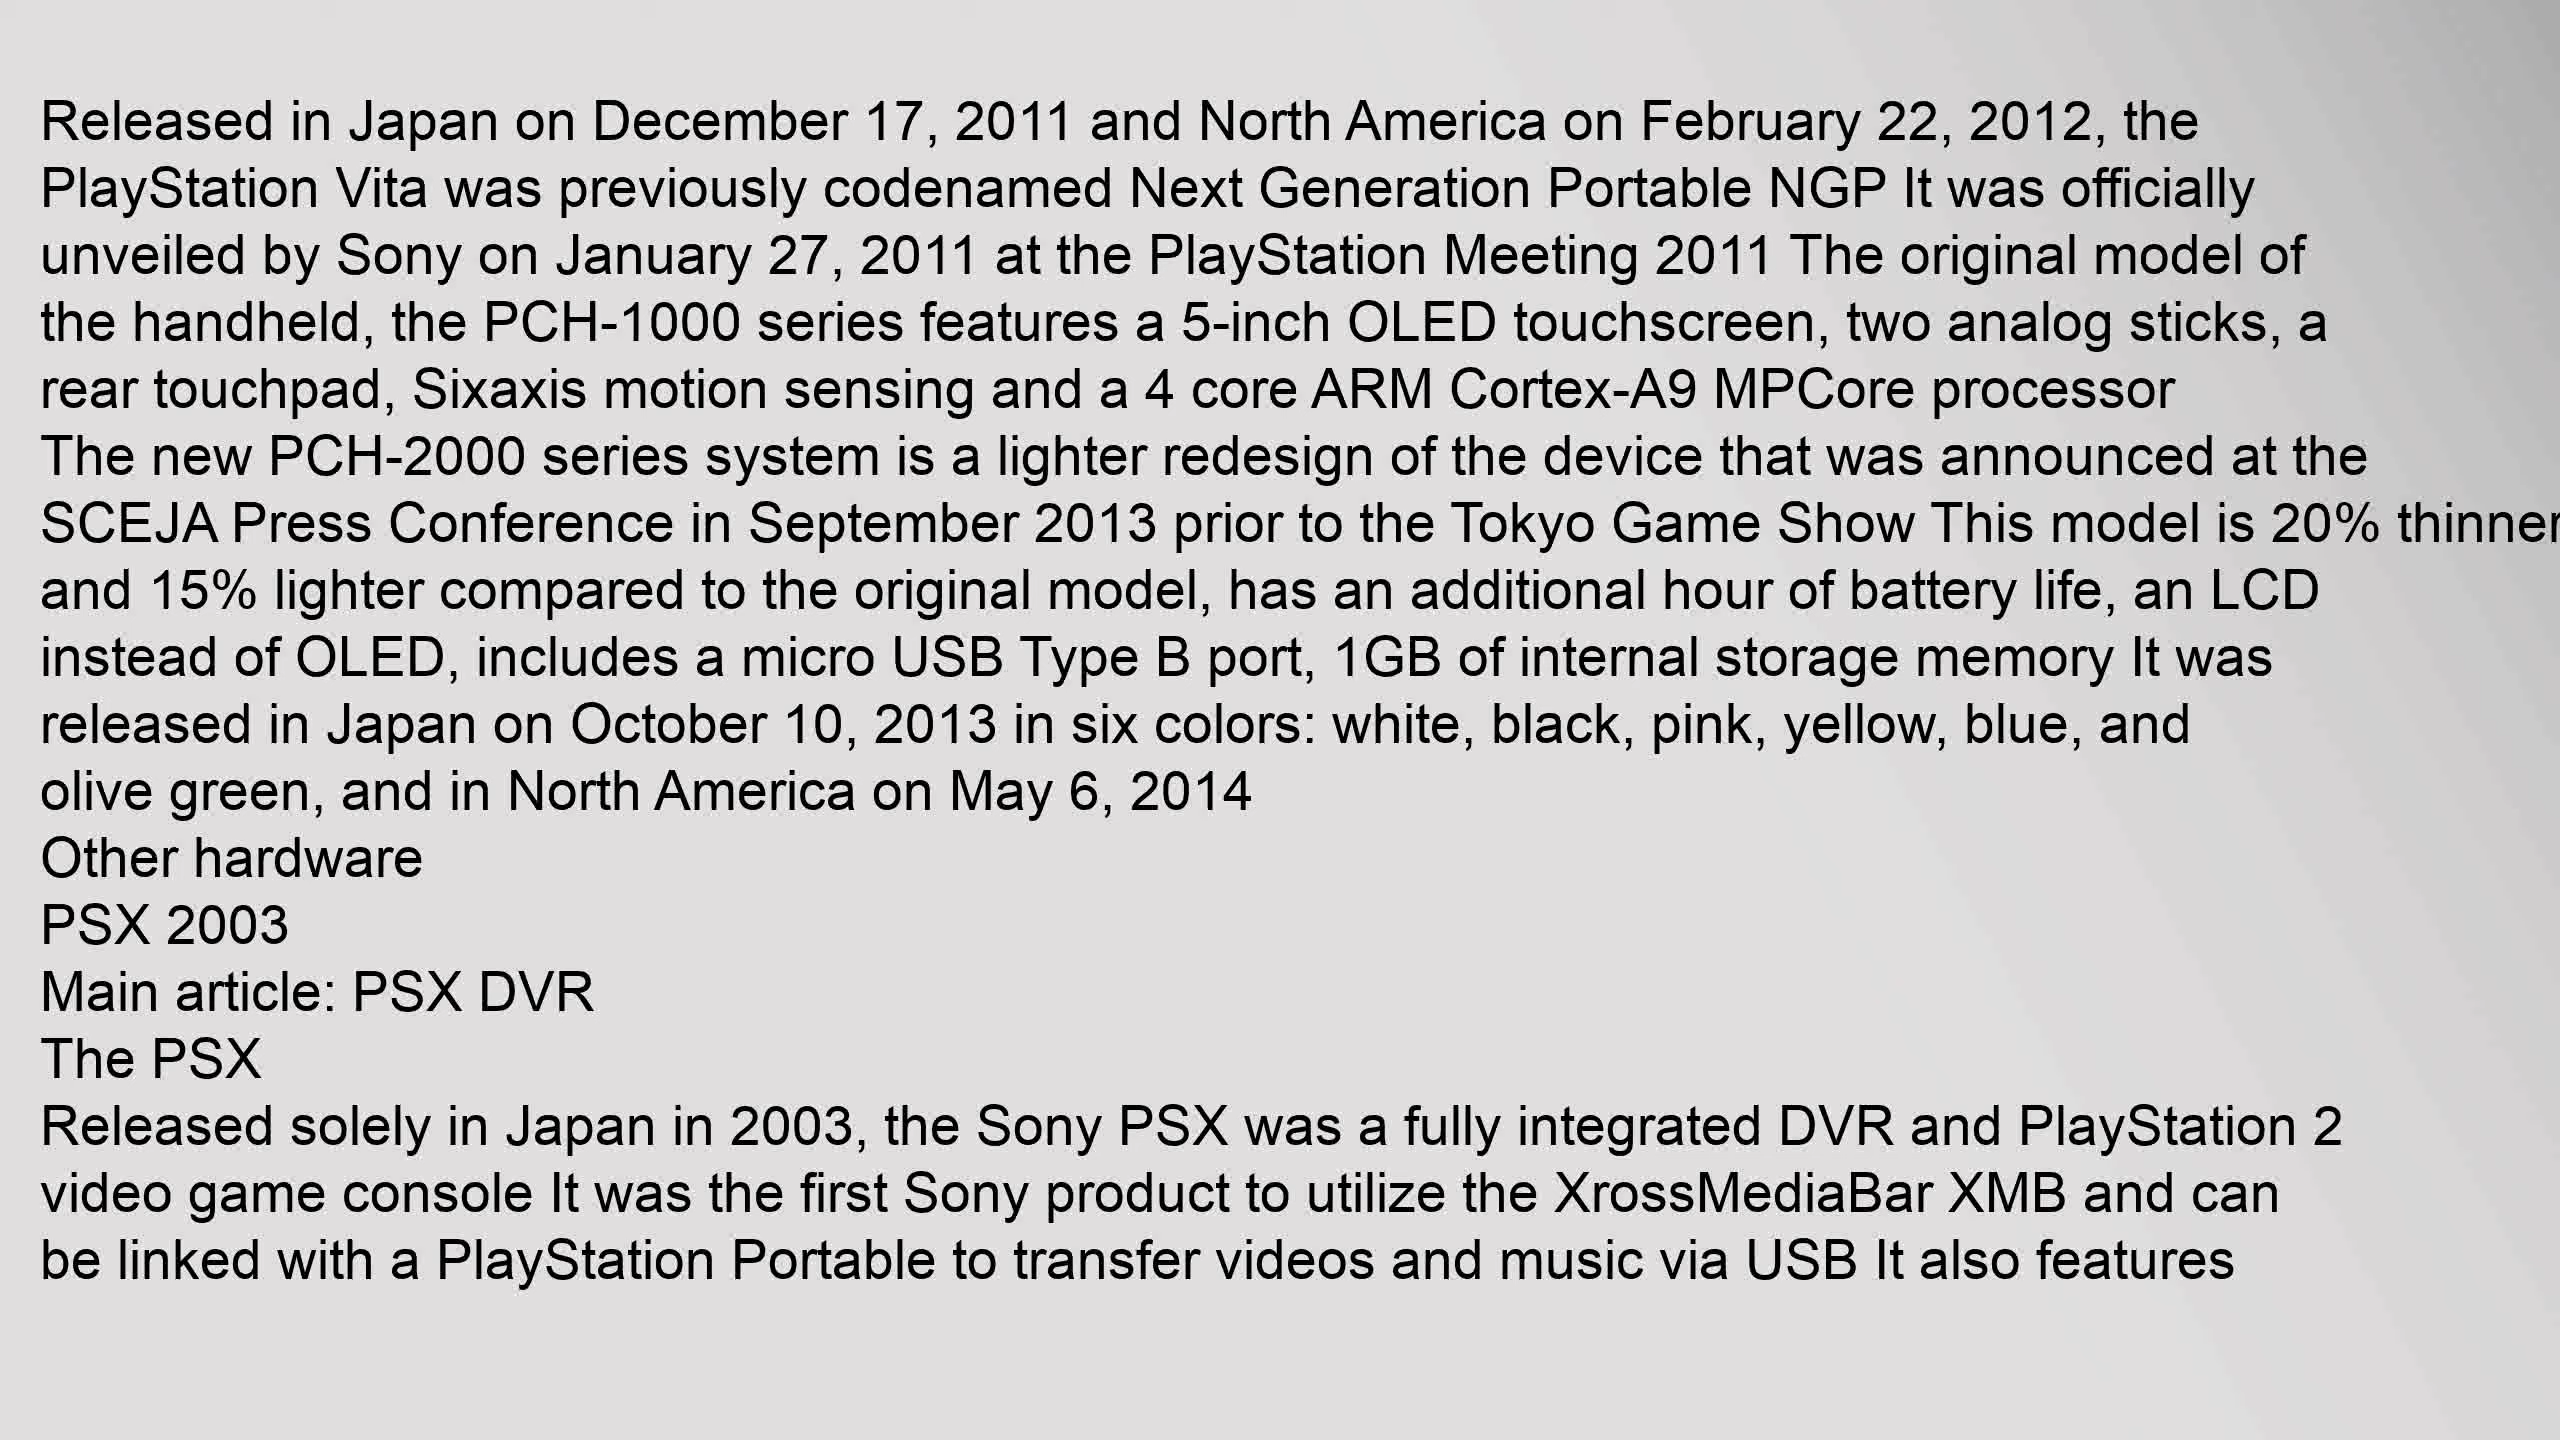 Released in Japan on December 17, 2011 and North America on February 22, 2012, the
PlayStation Vita was previously codenamed Next Generation Portable NGP It was officially
unveiled by Sony on January 27, 2011 at the PlayStation Meeting 2011 The original model of
the handheld, the PCH-1000 series features a 5-inch OLED touchscreen, two analog sticks, a
rear touchpad, Sixaxis motion sensing and a 4 core ARM Cortex-A9 MPCore processor
The new PCH-2000 series system is a lighter redesign of the device that was announced at the
SCEJA Press Conference in September 2013 prior to the Tokyo Game Show This model is 20% thinner
and 15% lighter compared to the original model, has an additional hour of battery life, an LCD
instead of OLED, includes a micro USB Type B port, 1GB of internal storage memory It was
released in Japan on October 10, 2013 in six colors: white, black, pink, yellow, blue, and
olive green, and in North America on May 6, 2014
Other hardware
PSX 2003
Main article: PSX DVR
The PSX
Released solely in Japan in 2003, the Sony PSX was a fully integrated DVR and PlayStation 2
video game console It was the first Sony product to utilize the XrossMediaBar XMB and can
be linked with a PlayStation Portable to transfer videos and music via USB It also features